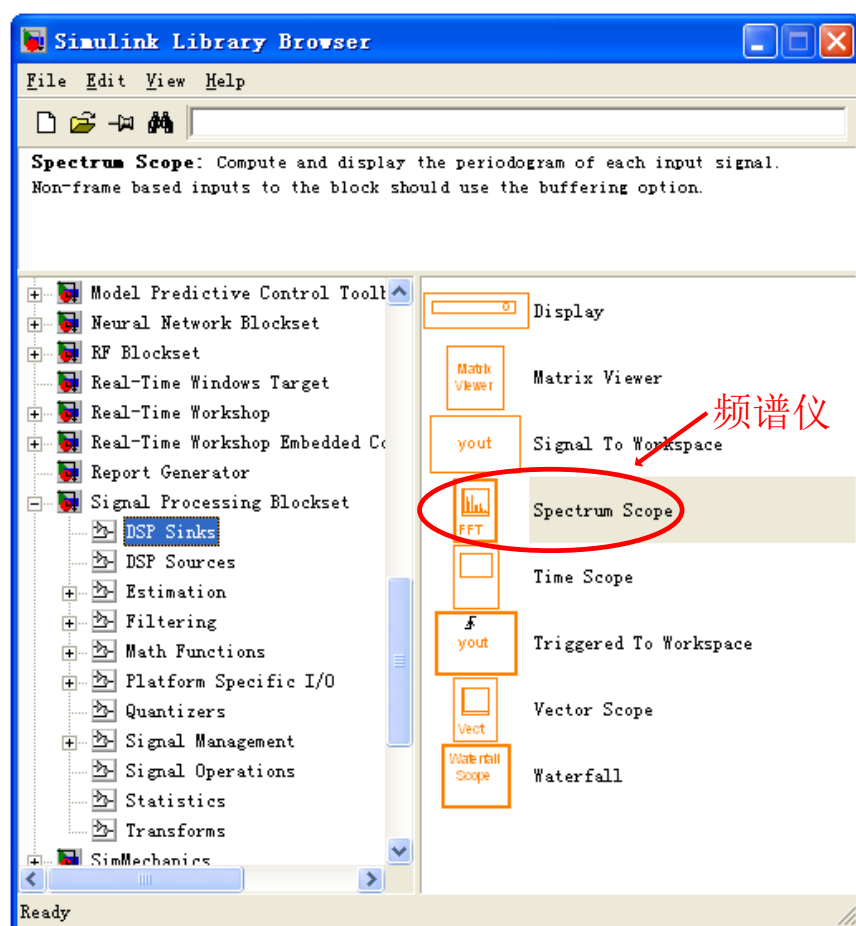 Simulink Library Browser
File Edit View Help
Spectrum Scope: Compute and display the periodogram of each input signal.
Non-frame based inputs to the block should use the buffering option.
Model Predictive Control Toolb
Neural Network Blockset
RF Blockset
Real-Time Windows Target
Real-Time Workshop
Real-Time Workshop Embedded Co
Report Generator
Signal Processing Blockset
DSP Sinks
DSP Sources
Estimation
Filtering
Math Functions
Platform Specific I/O
Quantizers
Signal Management
Signal Operations
Statistics
Transforms
SimMechanics
Display
Matrix
Viewer
Matrix Viewer
频谱仪
yout
Signal To Workspace
FFT
Spectrum Scope
Time Scope
yout
Triggered To Workspace
Vect
Vector Scope
Waterfall
Scope
Waterfall
Ready